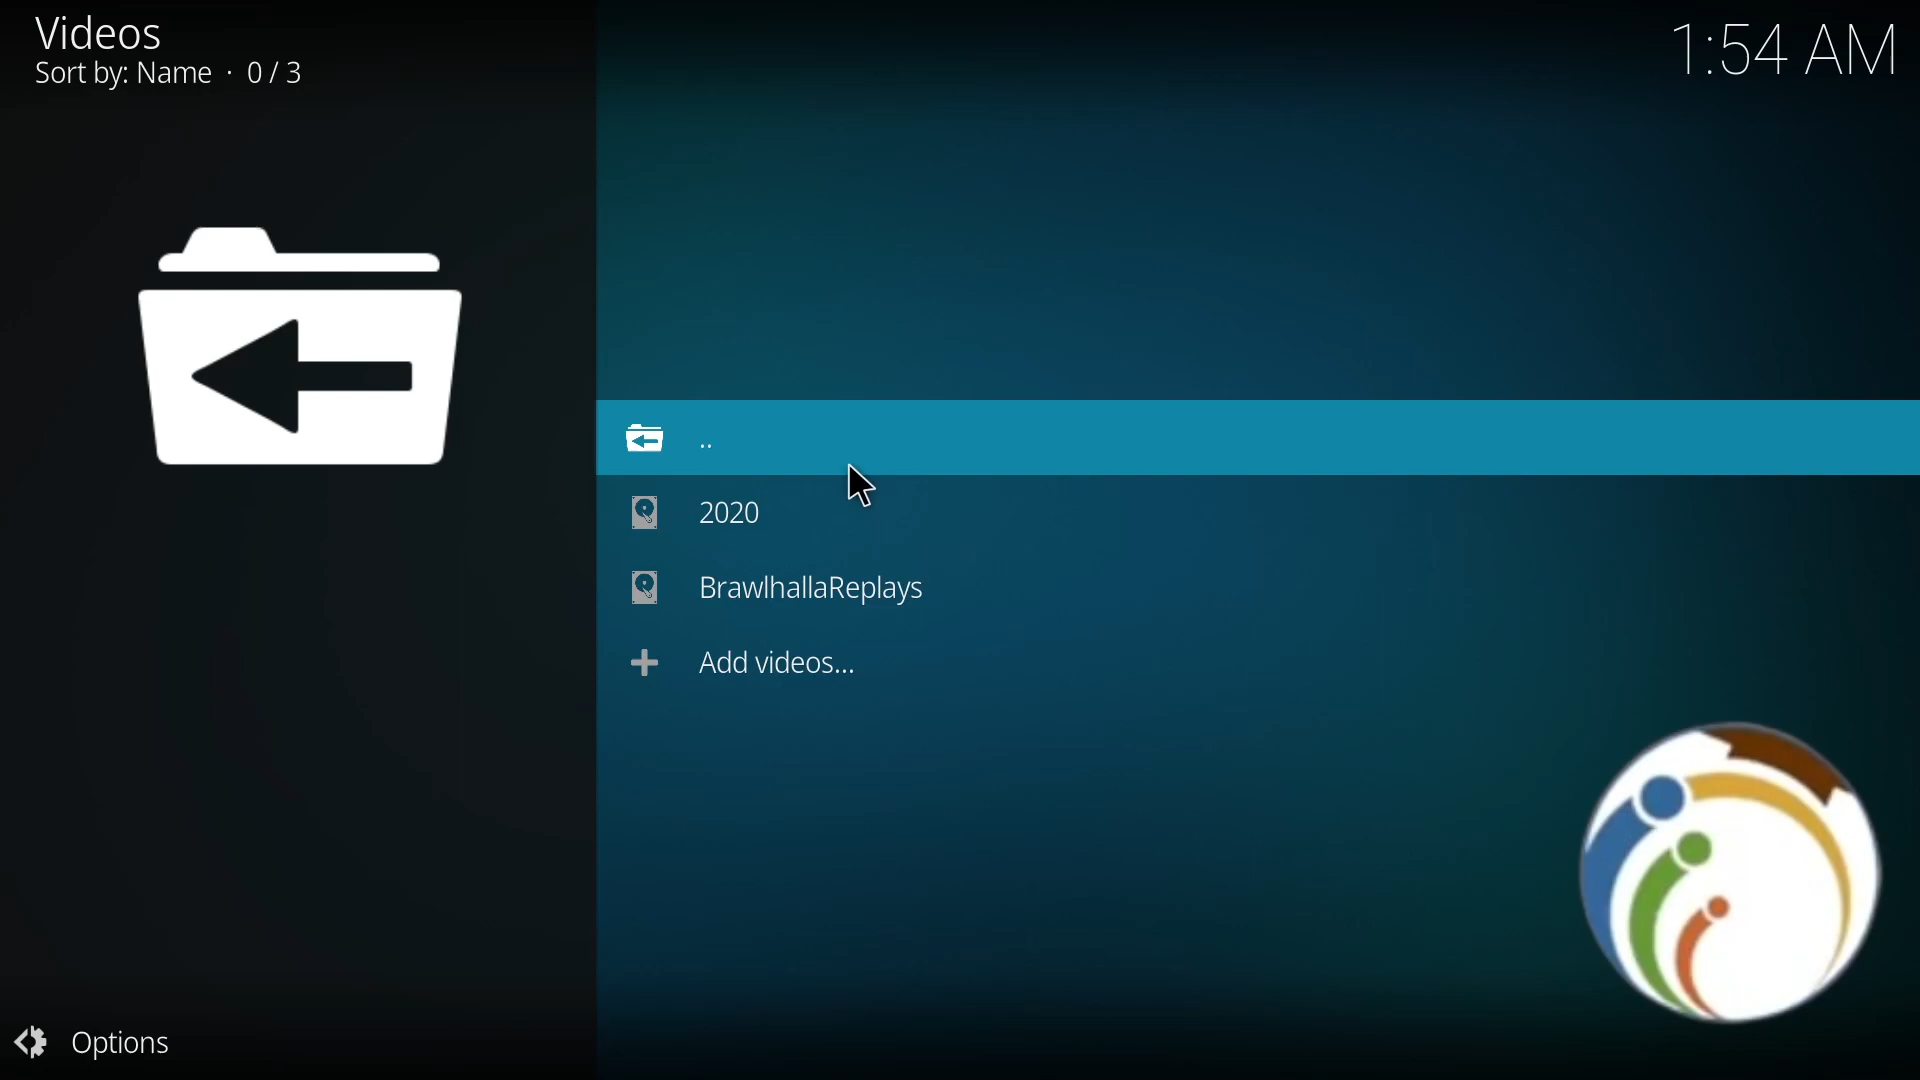 Videos
Sort by: Name · 0 / 3
1:54 AM
..
2020
BrawlhallaReplays
Add videos...
Options